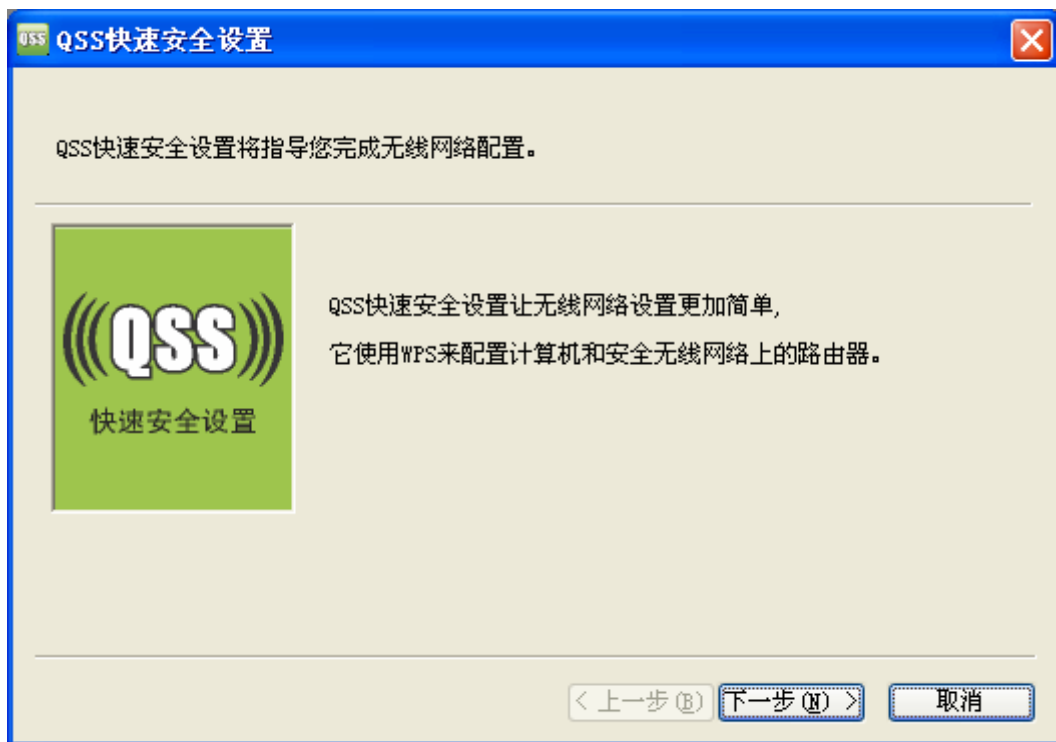 QSS QSS快速安全设置
QSS快速安全设置将指导您完成无线网络配置。
(((QSS)))
快速安全设置
QSS快速安全设置让无线网络设置更加简单,
它使用WPS来配置计算机和安全无线网络上的路由器。
< 上一步(B) 下一步(N) > 取消